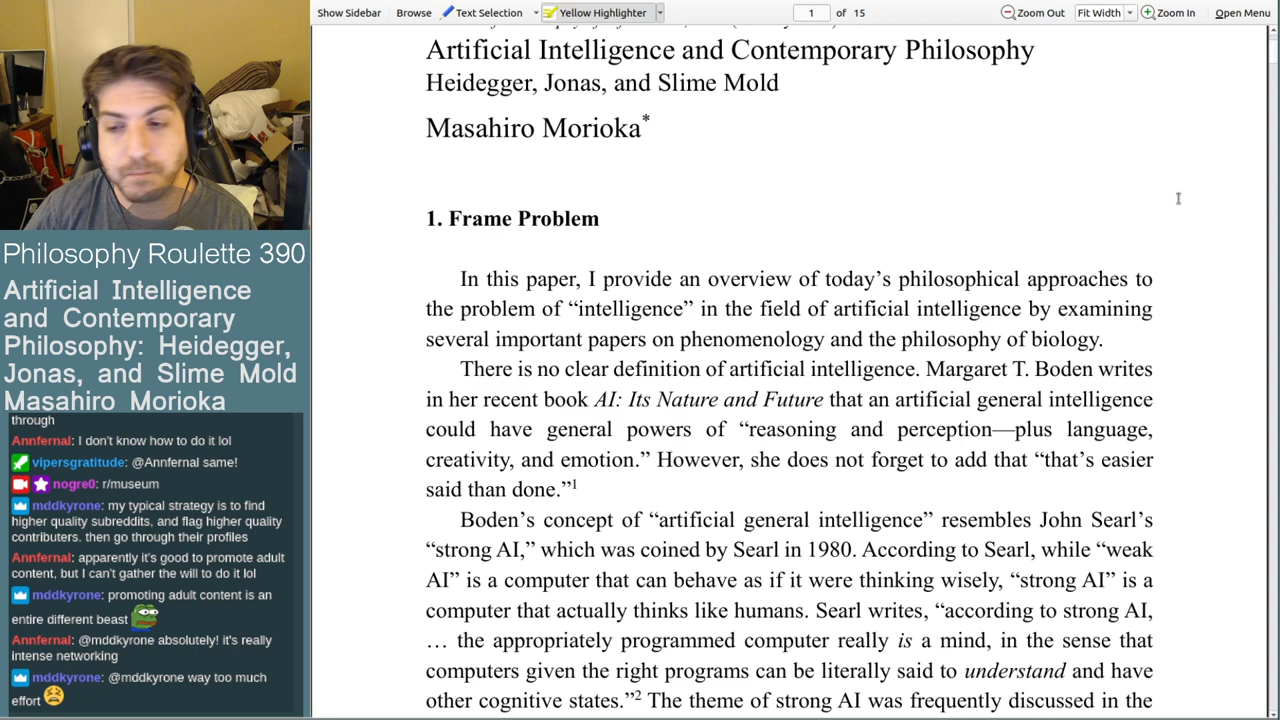 Show Sidebar Browse Text Selection Yellow Highlighter 1 of 15 Zoom Out Fit Width Zoom In Open Menu
Artificial Intelligence and Contemporary Philosophy
Heidegger, Jonas, and Slime Mold
Masahiro Morioka*
1. Frame Problem
In this paper, I provide an overview of today’s philosophical approaches to
the problem of “intelligence” in the field of artificial intelligence by examining
several important papers on phenomenology and the philosophy of biology.
There is no clear definition of artificial intelligence. Margaret T. Boden writes
in her recent book AI: Its Nature and Future that an artificial general intelligence
could have general powers of “reasoning and perception—plus language,
creativity, and emotion.” However, she does not forget to add that “that’s easier
said than done.”1
Boden’s concept of “artificial general intelligence” resembles John Searl’s
“strong AI,” which was coined by Searl in 1980. According to Searl, while “weak
AI” is a computer that can behave as if it were thinking wisely, “strong AI” is a
computer that actually thinks like humans. Searl writes, “according to strong AI,
… the appropriately programmed computer really is a mind, in the sense that
computers given the right programs can be literally said to understand and have
other cognitive states.”2 The theme of strong AI was frequently discussed in the
Philosophy Roulette 390
Artificial Intelligence
and Contemporary
Philosophy: Heidegger,
Jonas, and Slime Mold
Masahiro Morioka
through
Annfernal: I don't know how to do it lol
vipersgratitude: @Annfernal same!
nogre0: r/museum
mddkyrone: my typical strategy is to find
higher quality subreddits, and flag higher quality
contributers. then go through their profiles
Annfernal: apparently it's good to promote adult
content, but I can't gather the will to do it lol
mddkyrone: promoting adult content is an
entire different beast
Annfernal: @mddkyrone absolutely! it's really
intense networking
mddkyrone: @mddkyrone way too much
effort